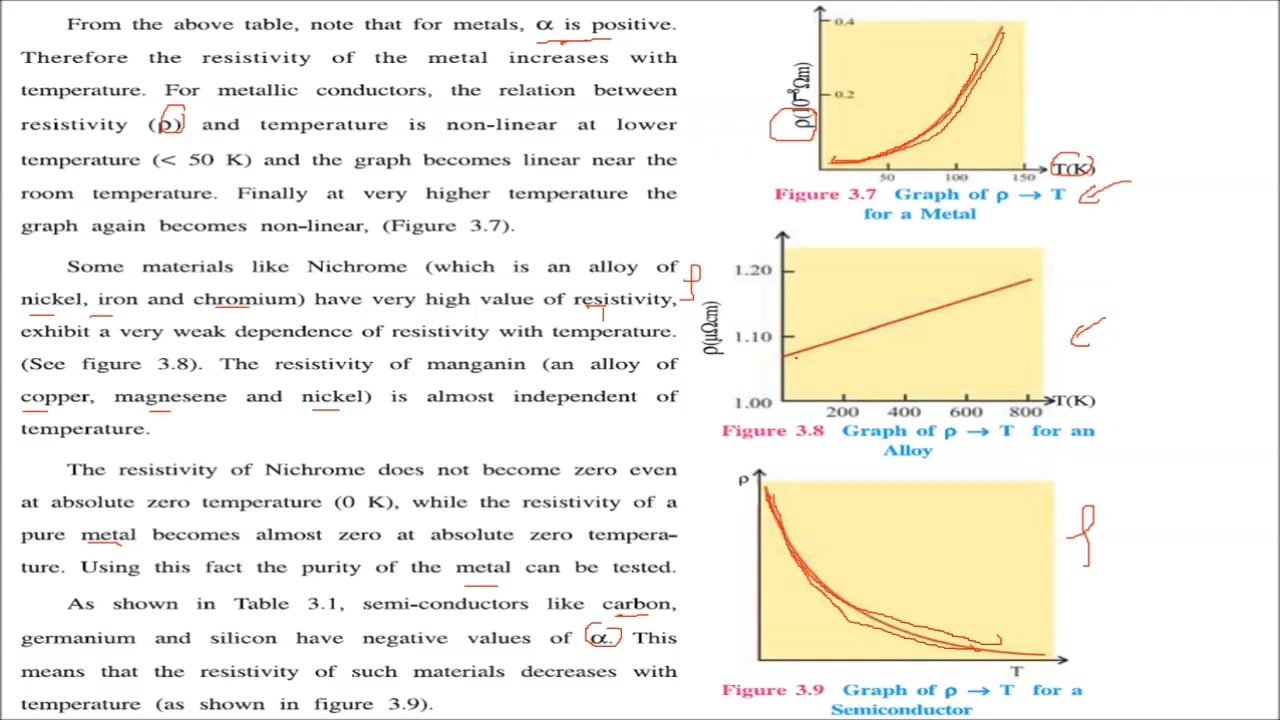 From the above table, note that for metals, α is positive.
Therefore the resistivity of the metal increases with
temperature. For metallic conductors, the relation between
resistivity (ρ) and temperature is non-linear at lower
temperature (< 50 K) and the graph becomes linear near the
room temperature. Finally at very higher temperature the
graph again becomes non-linear, (Figure 3.7).
Some materials like Nichrome (which is an alloy of
nickel, iron and chromium) have very high value of resistivity,
exhibit a very weak dependence of resistivity with temperature.
(See figure 3.8). The resistivity of manganin (an alloy of
copper, magnesene and nickel) is almost independent of
temperature.
The resistivity of Nichrome does not become zero even
at absolute zero temperature (0 K), while the resistivity of a
pure metal becomes almost zero at absolute zero tempera-
ture. Using this fact the purity of the metal can be tested.
As shown in Table 3.1, semi-conductors like carbon,
germanium and silicon have negative values of α. This
means that the resistivity of such materials decreases with
temperature (as shown in figure 3.9).
0.4
0.2
ρ(10⁻⁸Ωm)
50 100 150
T(K)
Figure 3.7 Graph of ρ → T
for a Metal
ρ
1.20
1.10
1.00
ρ(μΩcm)
200 400 600 800
T(K)
Figure 3.8 Graph of ρ → T for an
Alloy
ρ
T
ρ
Figure 3.9 Graph of ρ → T for a
Semiconductor